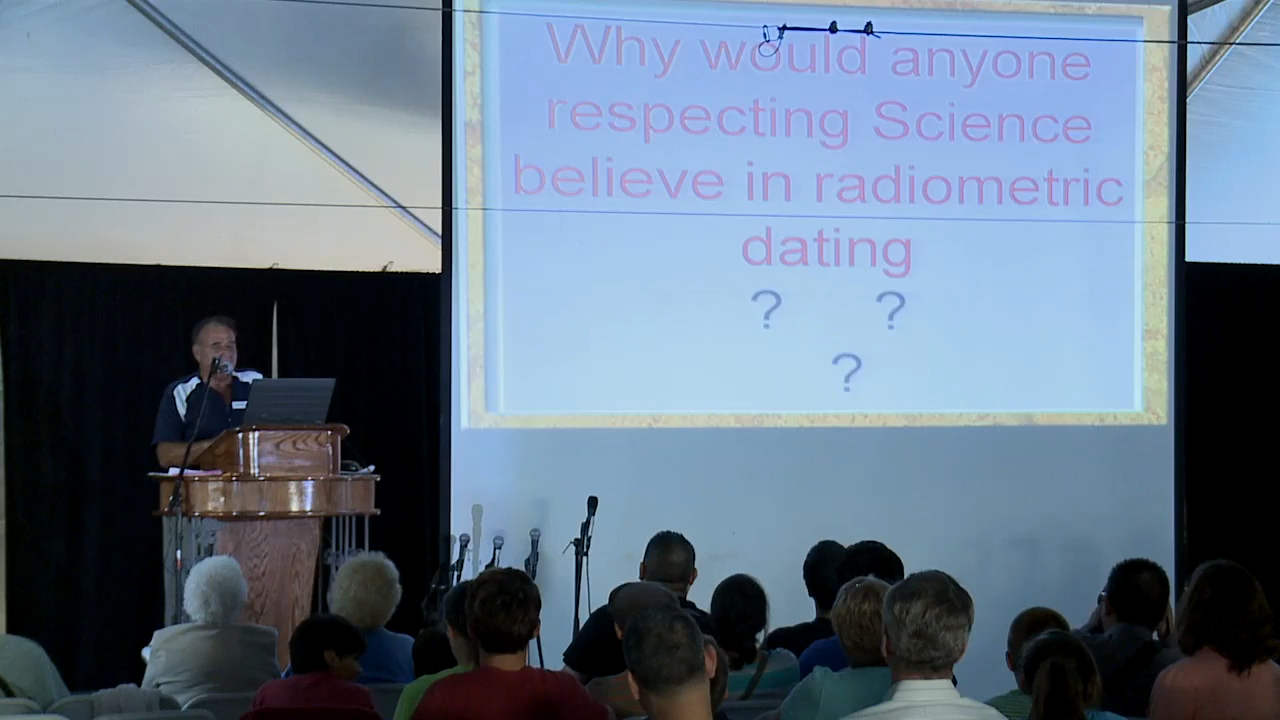 Why would anyone
respecting Science
believe in radiometric
dating
? ?
?